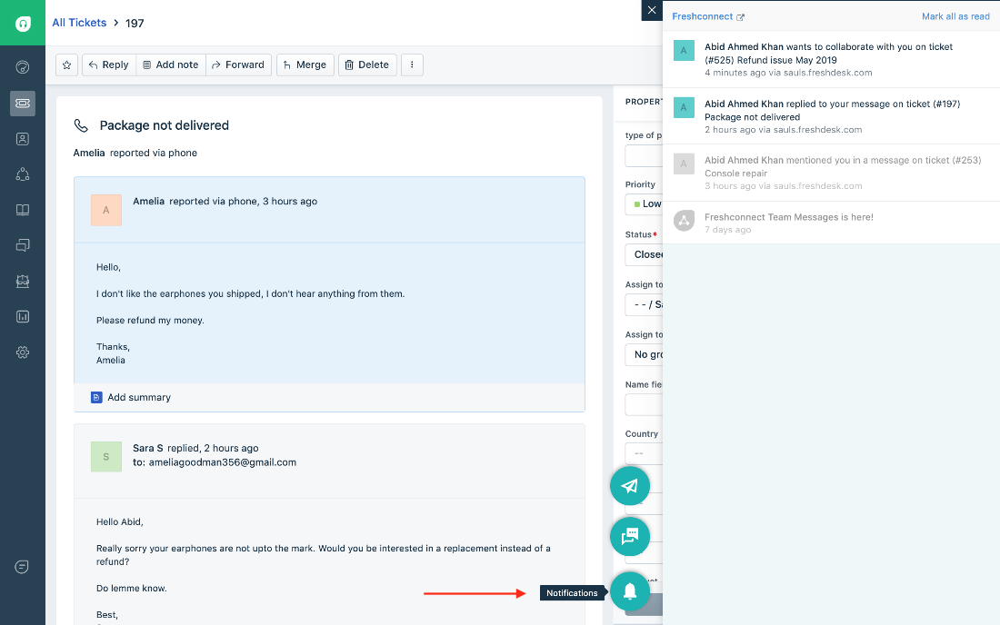 All Tickets > 197
Reply
Add note
Forward
Merge
Delete
Package not delivered
Amelia reported via phone
A
Amelia reported via phone, 3 hours ago
Hello,
I don't like the earphones you shipped, I don't hear anything from them.
Please refund my money.
Thanks,
Amelia
Add summary
S
Sara S replied, 2 hours ago
to: ameliagoodman356@gmail.com
Hello Abid,
Really sorry your earphones are not upto the mark. Would you be interested in a replacement instead of a
refund?
Do lemme know.
Best,
PROPERT
type of p
Priority
Low
Status*
Close
Assign to
- - / Sa
Assign to
No gro
Name fie
Country
--
Notifications
Freshconnect
Mark all as read
A
Abid Ahmed Khan wants to collaborate with you on ticket
(#525) Refund issue May 2019
4 minutes ago via sauls.freshdesk.com
A
Abid Ahmed Khan replied to your message on ticket (#197)
Package not delivered
2 hours ago via sauls.freshdesk.com
A
Abid Ahmed Khan mentioned you in a message on ticket (#253)
Console repair
3 hours ago via sauls.freshdesk.com
Freshconnect Team Messages is here!
7 days ago